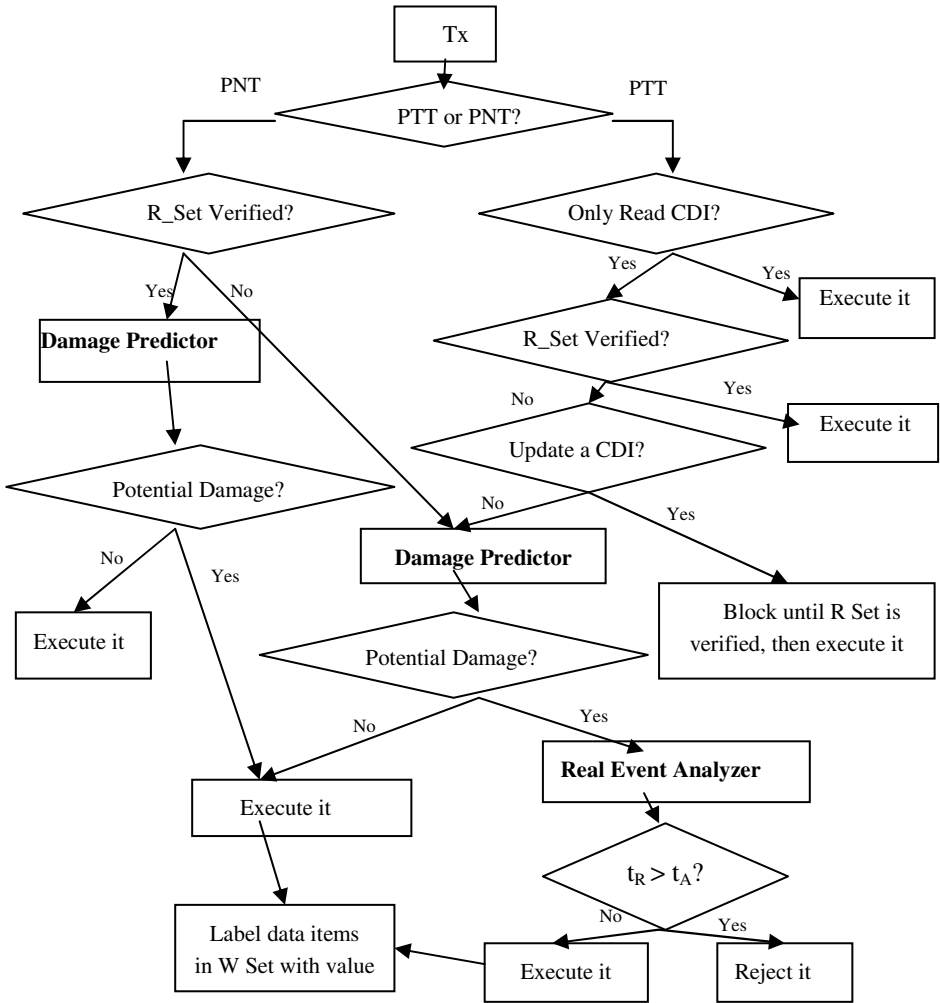 Tx
PNT
PTT
PTT or PNT?
R_Set Verified?
Only Read CDI?
Yes
No
Yes
Yes
Execute it
Damage Predictor
R_Set Verified?
No
Yes
Execute it
Update a CDI?
Potential Damage?
No
Yes
No
Yes
Damage Predictor
Execute it
Block until R Set is
verified, then execute it
Potential Damage?
No
Yes
Real Event Analyzer
Execute it
tR > tA?
No
Yes
Label data items
in W Set with value
Execute it
Reject it